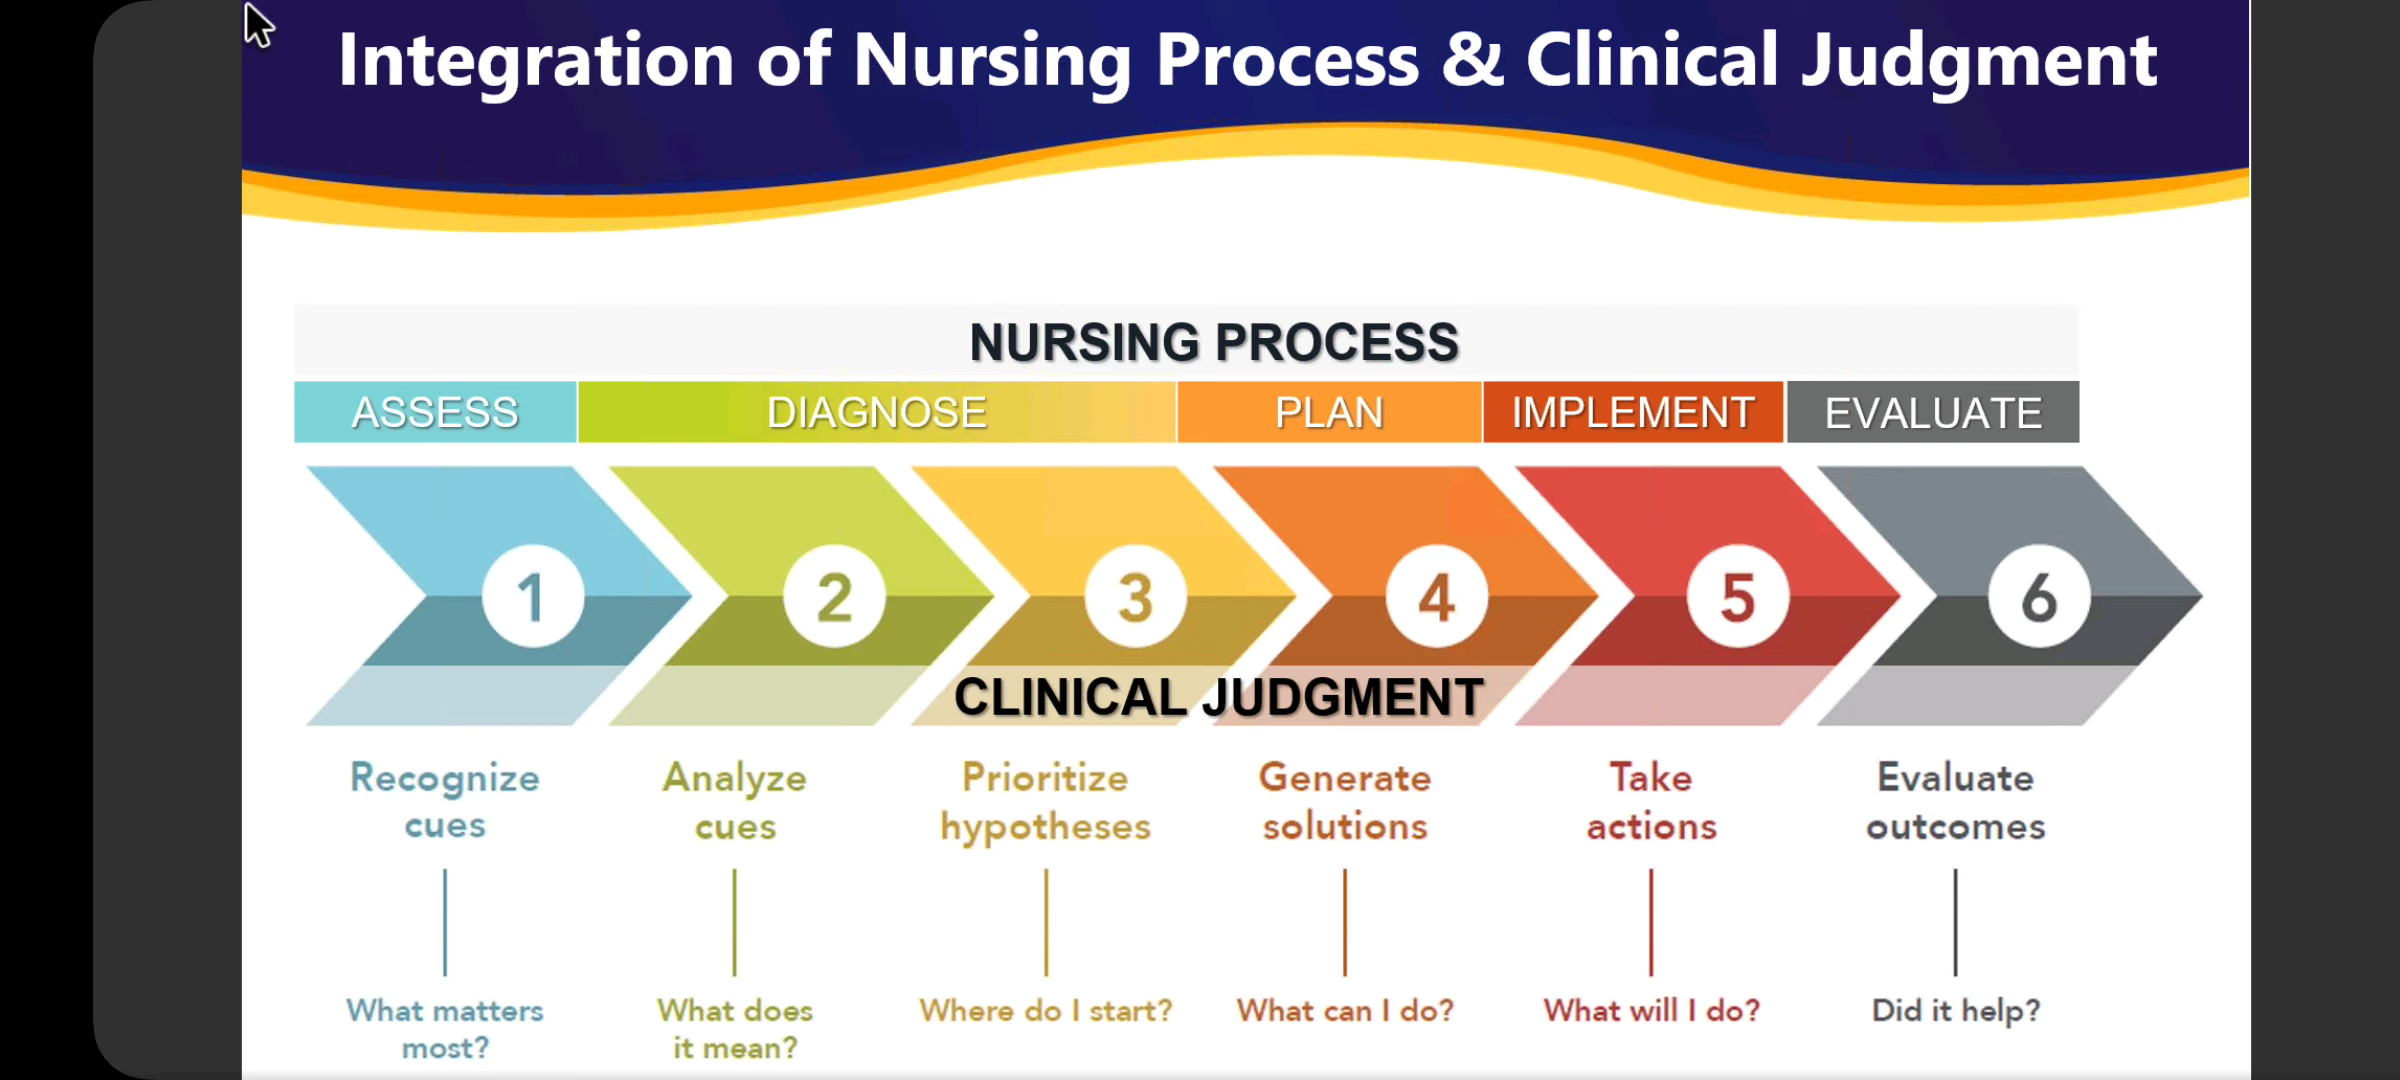 Integration of Nursing Process & Clinical Judgment
NURSING PROCESS
ASSESS
DIAGNOSE
PLAN
IMPLEMENT
EVALUATE
1
2
3
4
5
6
CLINICAL JUDGMENT
Recognize
cues
Analyze
cues
Prioritize
hypotheses
Generate
solutions
Take
actions
Evaluate
outcomes
What matters
most?
What does
it mean?
Where do I start?
What can I do?
What will I do?
Did it help?